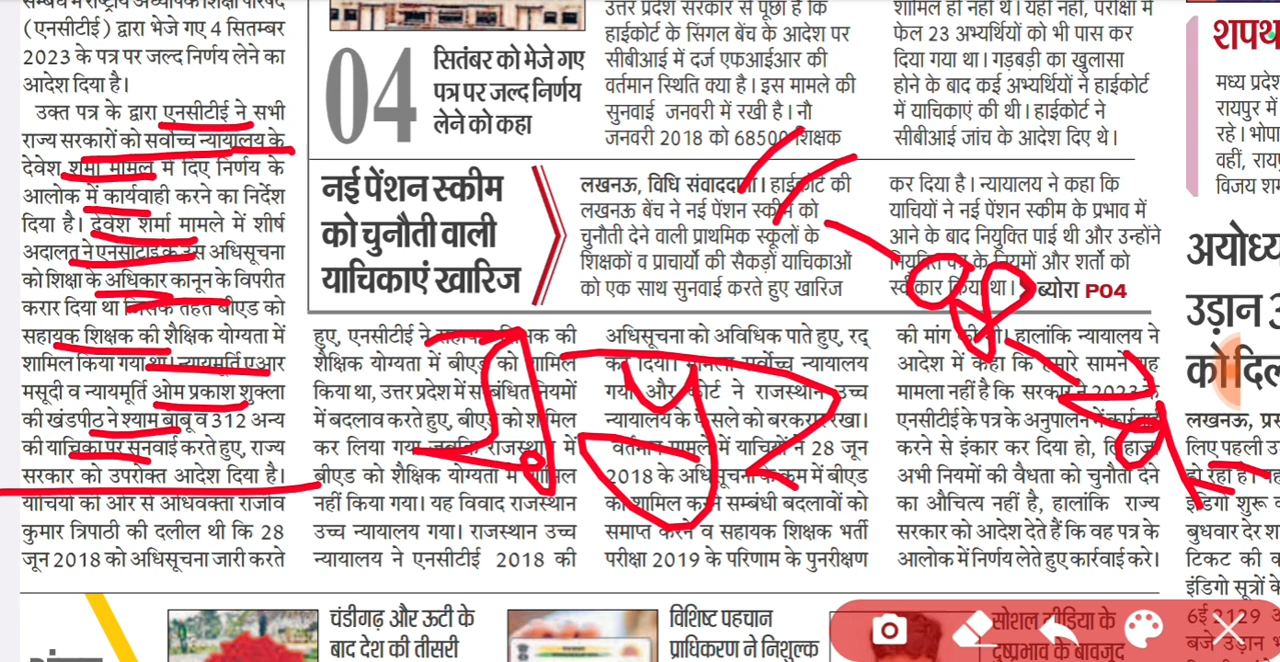 सम्बंध में राष्ट्रीय अध्यापक शिक्षा परिषद
(एनसीटीई) द्वारा भेजे गए 4 सितम्बर
2023 के पत्र पर जल्द निर्णय लेने का
आदेश दिया है।
उक्त पत्र के द्वारा एनसीटीई ने सभी
राज्य सरकारों को सर्वोच्च न्यायालय के
देवेश शर्मा मामले में दिए निर्णय के
आलोक में कार्यवाही करने का निर्देश
दिया है। देवेश शर्मा मामले में शीर्ष
अदालत ने एनसीटीई के उस अधिसूचना
को शिक्षा के अधिकार कानून के विपरीत
करार दिया था जिसके तहत बीएड को
सहायक शिक्षक की शैक्षिक योग्यता में
शामिल किया गया था। न्यायमूर्ति एआर
मसूदी व न्यायमूर्ति ओम प्रकाश शुक्ला
की खंडपीठ ने श्याम बाबू व 312 अन्य
की याचिका पर सुनवाई करते हुए, राज्य
सरकार को उपरोक्त आदेश दिया है।
याचियों की ओर से अधिवक्ता राजीव
कुमार त्रिपाठी की दलील थी कि 28
जून 2018 को अधिसूचना जारी करते
04
सितंबर को भेजे गए
पत्र पर जल्द निर्णय
लेने को कहा
उत्तर प्रदेश सरकार से पूछा है कि
हाईकोर्ट के सिंगल बेंच के आदेश पर
सीबीआई में दर्ज एफआईआर की
वर्तमान स्थिति क्या है। इस मामले की
सुनवाई जनवरी में रखी है। नौ
जनवरी 2018 को 68500 शिक्षक
शामिल ही नहीं थे। यही नहीं, परीक्षा में
फेल 23 अभ्यर्थियों को भी पास कर
दिया गया था। गड़बड़ी का खुलासा
होने के बाद कई अभ्यर्थियों ने हाईकोर्ट
में याचिकाएं की थी। हाईकोर्ट ने
सीबीआई जांच के आदेश दिए थे।
नई पेंशन स्कीम
को चुनौती वाली
याचिकाएं खारिज
लखनऊ, विधि संवाददाता। हाईकोर्ट की
लखनऊ बेंच ने नई पेंशन स्कीम को
चुनौती देने वाली प्राथमिक स्कूलों के
शिक्षकों व प्राचार्यों की सैकड़ों याचिकाओं
को एक साथ सुनवाई करते हुए खारिज
कर दिया है। न्यायालय ने कहा कि
याचियों ने नई पेंशन स्कीम के प्रभाव में
आने के बाद नियुक्ति पाई थी और उन्होंने
नियुक्ति पत्र के नियमों और शर्तो को
स्वीकार किया था। ब्योरा P04
हुए, एनसीटीई ने सहायक शिक्षक की
शैक्षिक योग्यता में बीएड को शामिल
किया था, उत्तर प्रदेश में सम्बंधित नियमों
में बदलाव करते हुए, बीएड को शामिल
कर लिया गया जबकि राजस्थान में
बीएड को शैक्षिक योग्यता में शामिल
नहीं किया गया। यह विवाद राजस्थान
उच्च न्यायालय गया। राजस्थान उच्च
न्यायालय ने एनसीटीई 2018 की
अधिसूचना को अविधिक पाते हुए, रद्
कर दिया। मामला सर्वोच्च न्यायालय
गया और कोर्ट ने राजस्थान उच्च
न्यायालय के फैसले को बरकरार रखा।
वर्तमान मामले में याचियों ने 28 जून
2018 के अधिसूचना के क्रम में बीएड
को शामिल करने सम्बंधी बदलावों को
समाप्त करने व सहायक शिक्षक भर्ती
परीक्षा 2019 के परिणाम के पुनरीक्षण
की मांग की थी। हालांकि न्यायालय ने
आदेश में कहा कि हमारे सामने यह
मामला नहीं है कि सरकार ने 2023 के
एनसीटीई के पत्र के अनुपालन में कार्रवाई
करने से इंकार कर दिया हो, लिहाजा
अभी नियमों की वैधता को चुनौती देने
का औचित्य नहीं है, हालांकि राज्य
सरकार को आदेश देते हैं कि वह पत्र के
आलोक में निर्णय लेते हुए कार्रवाई करे।
शपथ
मध्य प्रदेश
रायपुर में
रहे। भोपा
वहीं, रायपु
विजय शर्म
अयोध्य
उड़ान
को दिल
लखनऊ, प्रस
लिए पहली उ
हो रही है।
इंडिगो शुरू
बुधवार देर श
टिकट की
इंडिगो सूत्रों के
6ई 2129
बजे उड़ान
चंडीगढ़ और ऊटी के
बाद देश की तीसरी
विशिष्ट पहचान
प्राधिकरण ने निशुल्क
सोशल मीडिया के
दुष्प्रभाव के बावजूद